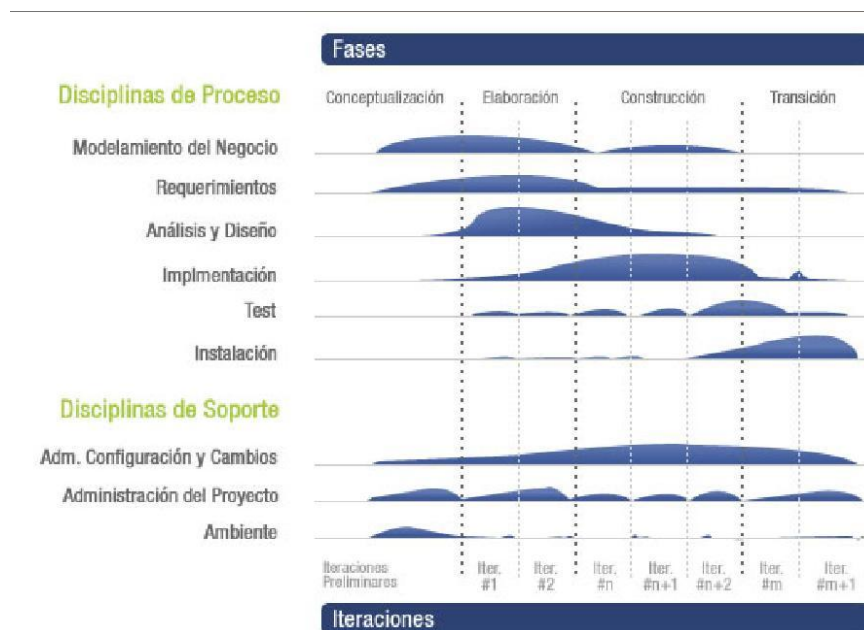 Fases
Disciplinas de Proceso
Conceptualización Elaboración Construcción Transición
Modelamiento del Negocio
Requerimientos
Análisis y Diseño
Implmentación
Test
Instalación
Disciplinas de Soporte
Adm. Configuración y Cambios
Administración del Proyecto
Ambiente
Iteraciones Iter. Iter. Iter. Iter. Iter. Iter. Iter.
Preliminares #1 #2 #n #n+1 #n+2 #m #m+1
Iteraciones